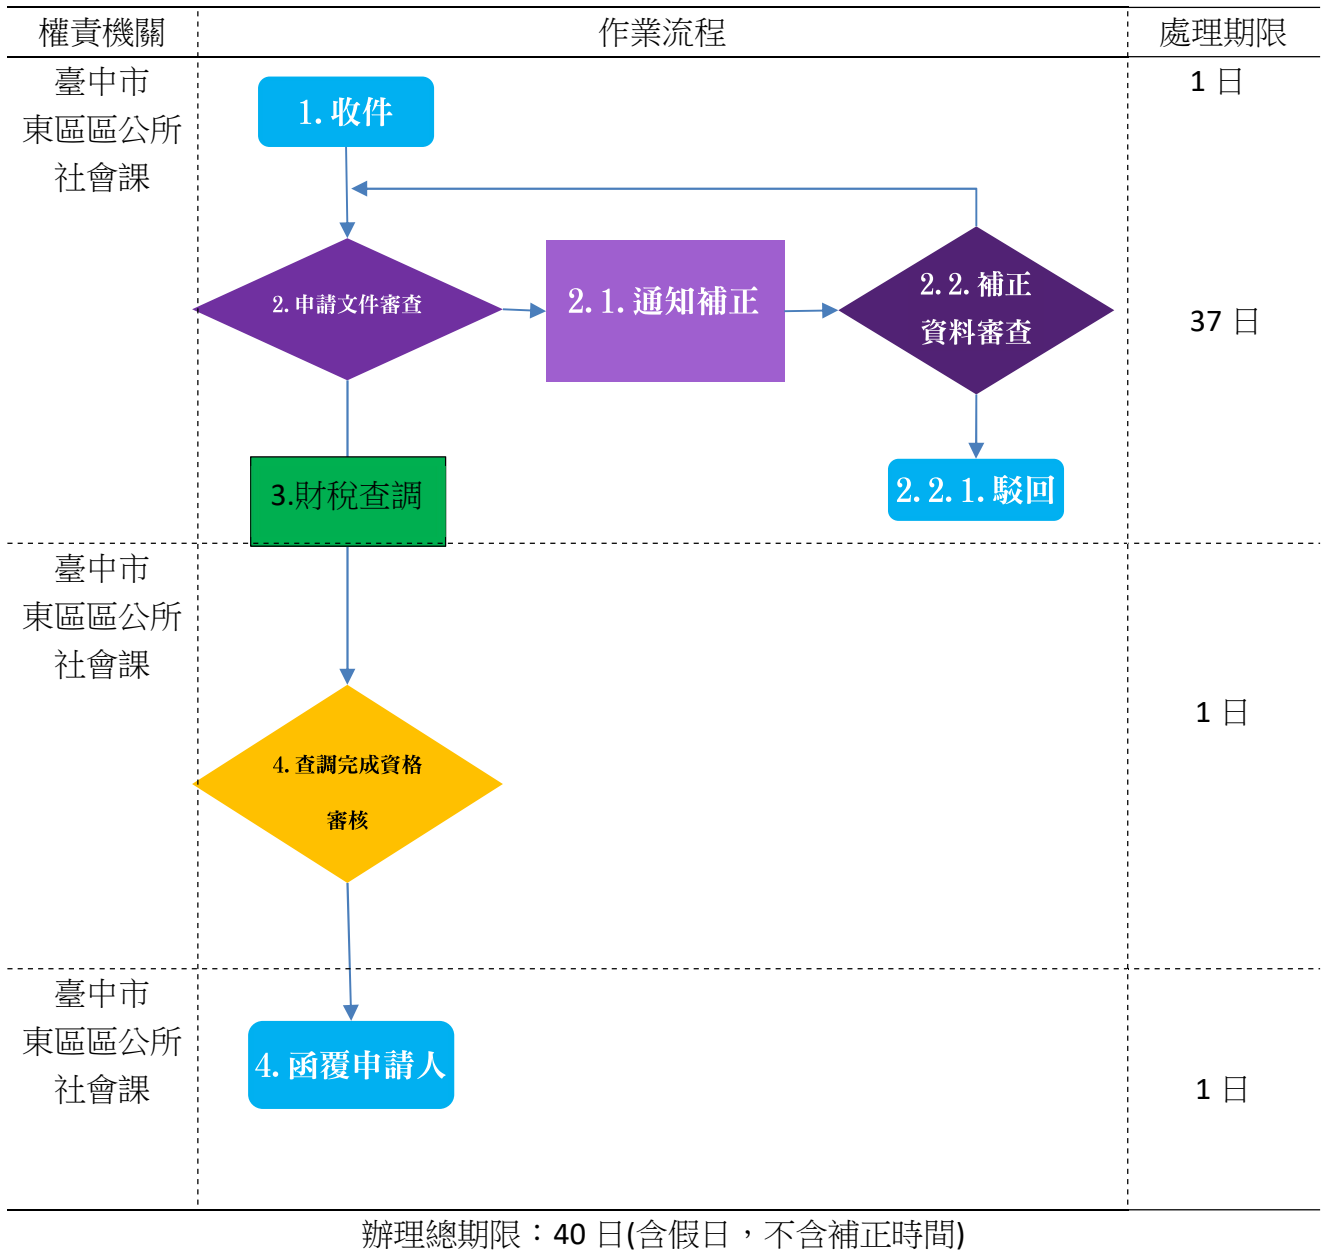 權責機關
作業流程
處理期限
臺中市
東區區公所
社會課
1.收件
1 日
2.申請文件審查
2.1.通知補正
2.2.補正
資料審查
37 日
3.財稅查調
2.2.1.駁回
臺中市
東區區公所
社會課
4.查調完成資格
審核
1 日
臺中市
東區區公所
社會課
4.函覆申請人
1 日
辦理總期限：40 日(含假日，不含補正時間)